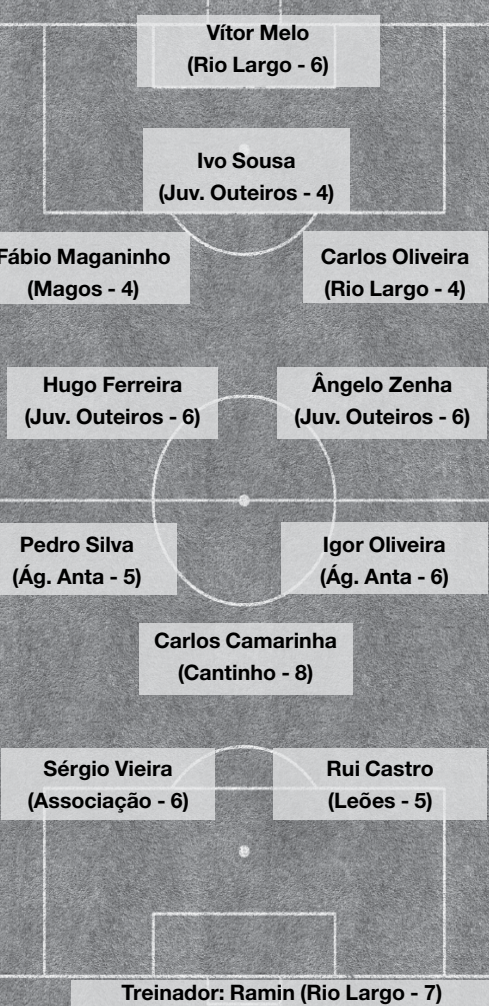 Vítor Melo
(Rio Largo - 6)
Ivo Sousa
(Juv. Outeiros - 4)
Fábio Maganinho
(Magos - 4)
Carlos Oliveira
(Rio Largo - 4)
Hugo Ferreira
(Juv. Outeiros - 6)
Ângelo Zenha
(Juv. Outeiros - 6)
Pedro Silva
(Ág. Anta - 5)
Igor Oliveira
(Ág. Anta - 6)
Carlos Camarinha
(Cantinho - 8)
Sérgio Vieira
(Associação - 6)
Rui Castro
(Leões - 5)
Treinador: Ramin (Rio Largo - 7)